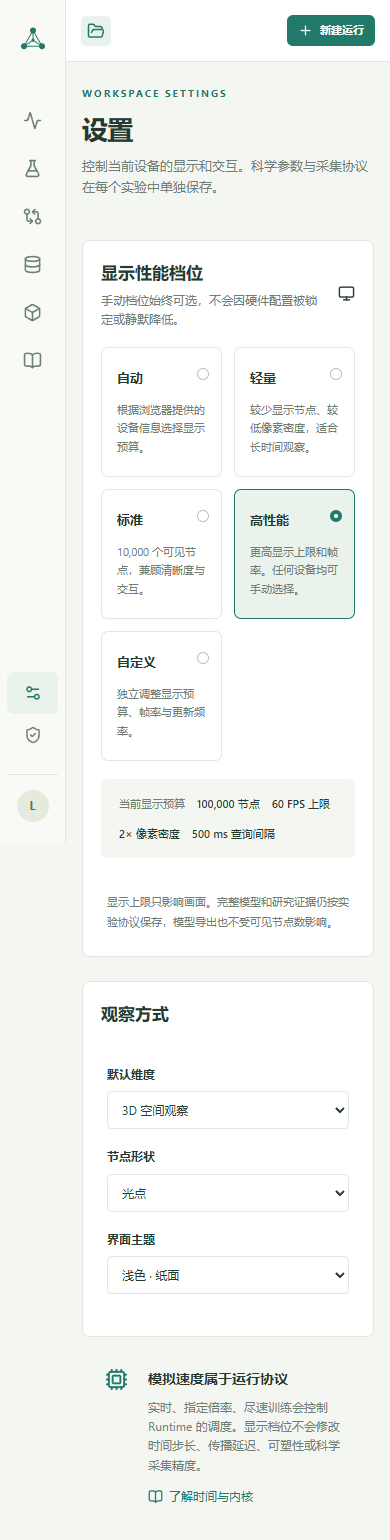 新建运行
WORKSPACE SETTINGS
设置
控制当前设备的显示和交互。科学参数与采集协议
在每个实验中单独保存。
显示性能档位
手动档位始终可选，不会因硬件配置被锁
定或静默降低。
自动
根据浏览器提供的
设备信息选择显示
预算。
轻量
较少显示节点、较
低像素密度，适合
长时间观察。
标准
10,000 个可见节
点，兼顾清晰度与
交互。
高性能
更高显示上限和帧
率。任何设备均可
手动选择。
自定义
独立调整显示预
算、帧率与更新频
率。
当前显示预算 100,000 节点 60 FPS 上限
2× 像素密度 500 ms 查询间隔
显示上限只影响画面。完整模型和研究证据仍按实
验协议保存，模型导出也不受可见节点数影响。
L
观察方式
默认维度
3D 空间观察
节点形状
光点
界面主题
浅色 · 纸面
模拟速度属于运行协议
实时、指定倍率、尽速训练会控制
Runtime 的调度。显示档位不会修改
时间步长、传播延迟、可塑性或科学
采集精度。
了解时间与内核